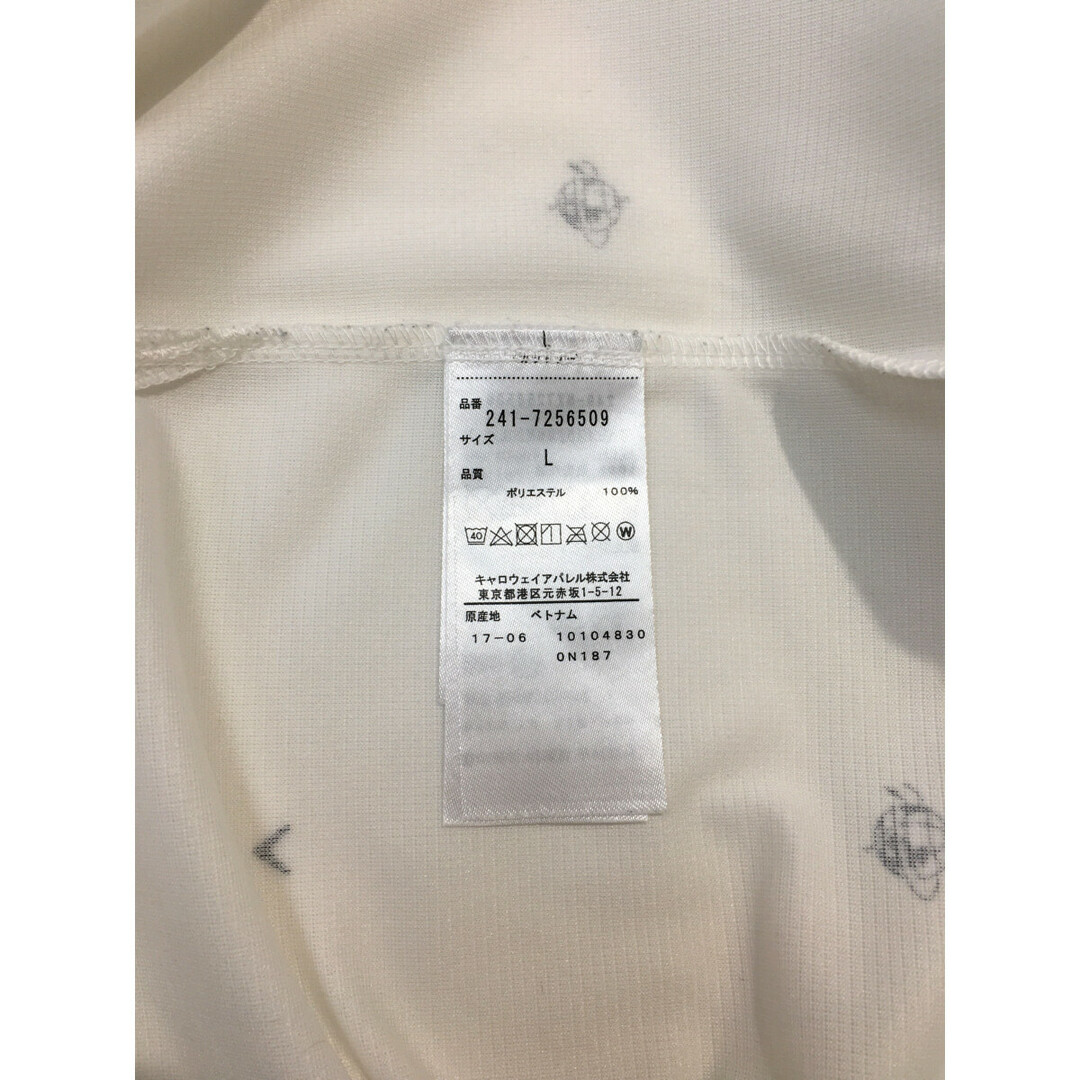 品番
241-7256509
サイズ
L
品質
ポリエステル 100%
40
W
キャロウェイアパレル株式会社
東京都港区元赤坂1-5-12
原産地 ベトナム
17-06 10104830
0N187